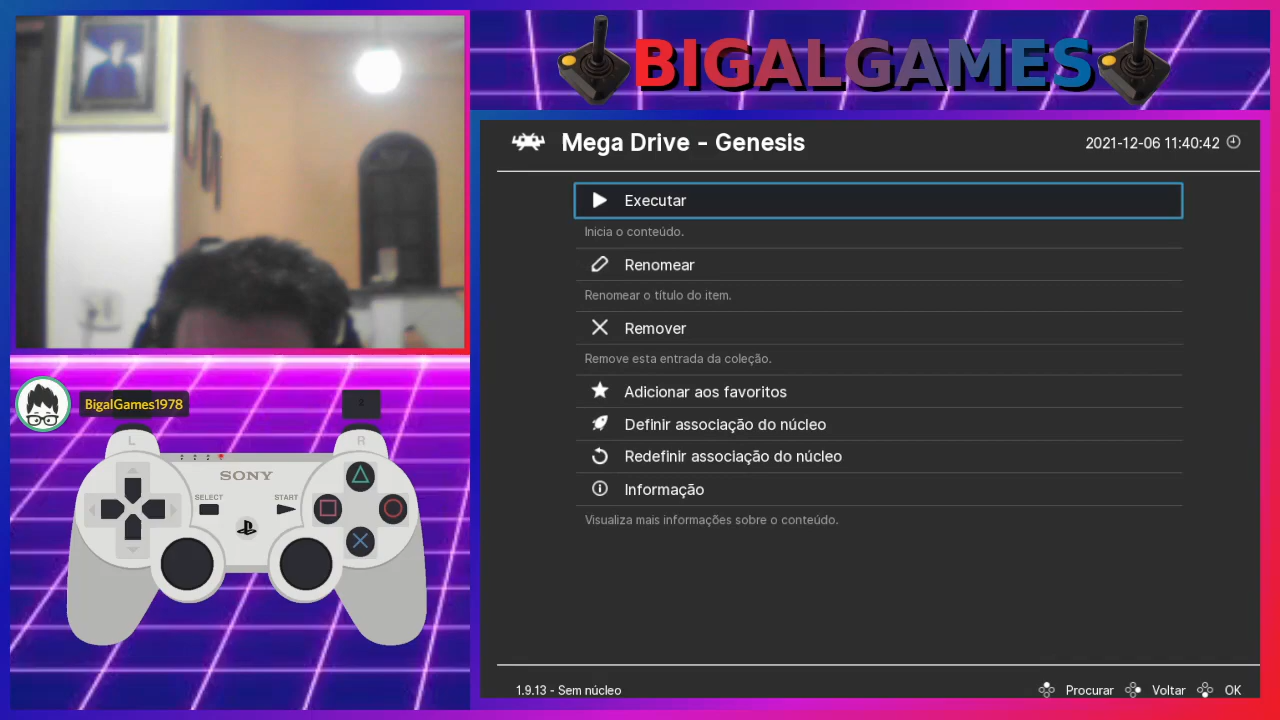 BIGALGAMES
Mega Drive - Genesis
2021-12-06 11:40:42
Executar
Inicia o conteúdo.
Renomear
Renomear o título do item.
Remover
Remove esta entrada da coleção.
Adicionar aos favoritos
Definir associação do núcleo
Redefinir associação do núcleo
Informação
Visualiza mais informações sobre o conteúdo.
1.9.13 - Sem núcleo
Procurar
Voltar
OK
BigalGames1978
2
L
R
SONY
SELECT
START